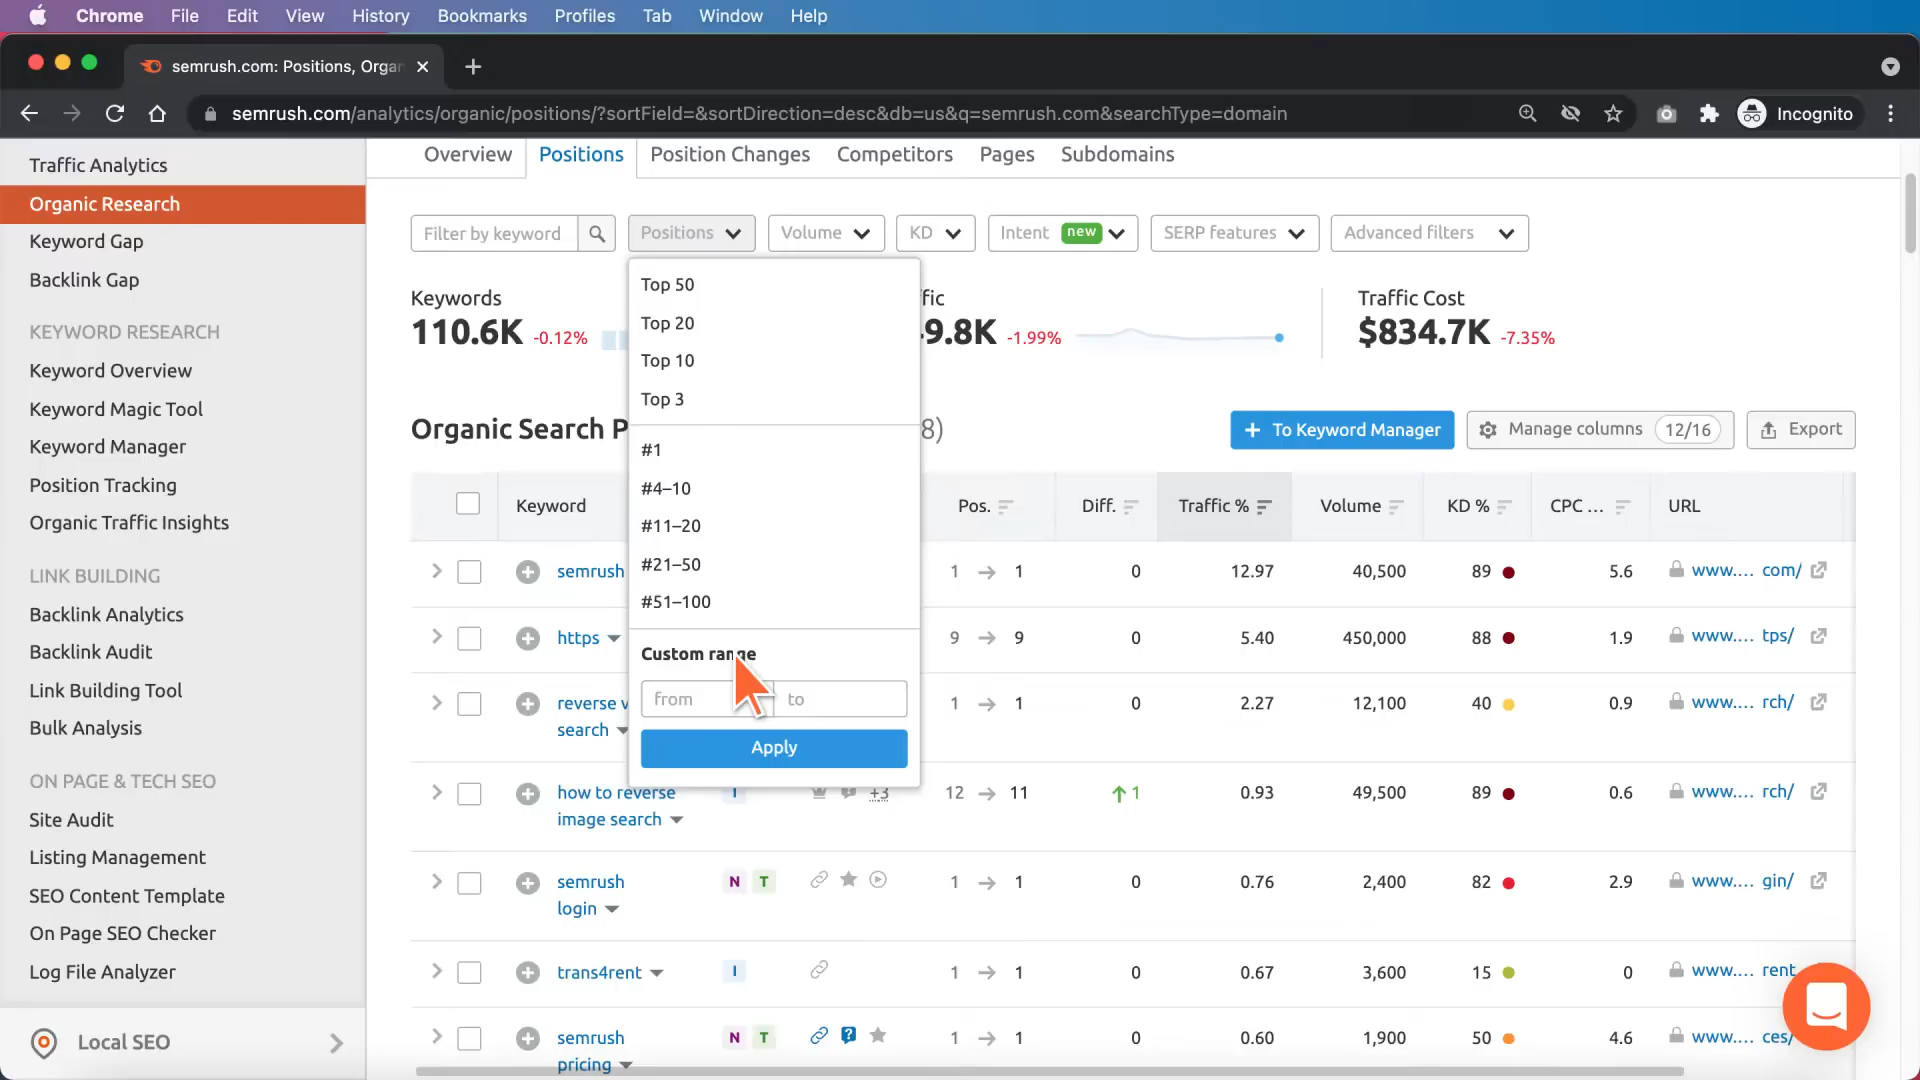 Chrome File Edit View History Bookmarks Profiles Tab Window Help
semrush.com: Positions, Orga
semrush.com/analytics/organic/positions/?sortField=&sortDirection=desc&db=us&q=semrush.com&searchType=domain
Incognito
Traffic Analytics
Organic Research
Keyword Gap
Backlink Gap
KEYWORD RESEARCH
Keyword Overview
Keyword Magic Tool
Keyword Manager
Position Tracking
Organic Traffic Insights
LINK BUILDING
Backlink Analytics
Backlink Audit
Link Building Tool
Bulk Analysis
ON PAGE & TECH SEO
Site Audit
Listing Management
SEO Content Template
On Page SEO Checker
Log File Analyzer
Local SEO
Overview Positions Position Changes Competitors Pages Subdomains
Filter by keyword Positions Volume KD Intent new SERP features Advanced filters
Top 50
Top 20
Top 10
Top 3
#1
#4–10
#11–20
#21–50
#51–100
Custom range
from to
Apply
Keywords
110.6K -0.12%
ffic
9.8K -1.99%
Traffic Cost
$834.7K -7.35%
Organic Search P 8)
+ To Keyword Manager Manage columns 12/16 Export
Keyword Pos. Diff. Traffic % Volume KD % CPC ... URL
semrush 1 → 1 0 12.97 40,500 89 5.6 www.... com/
https 9 → 9 0 5.40 450,000 88 1.9 www.... tps/
reverse v 1 → 1 0 2.27 12,100 40 0.9 www.... rch/
search
how to reverse I +3 12 → 11 ↑ 1 0.93 49,500 89 0.6 www.... rch/
image search
semrush N T 1 → 1 0 0.76 2,400 82 2.9 www.... gin/
login
trans4rent I 1 → 1 0 0.67 3,600 15 0 www.... rent
semrush N T 1 → 1 0 0.60 1,900 50 4.6 www.... ces/
pricing